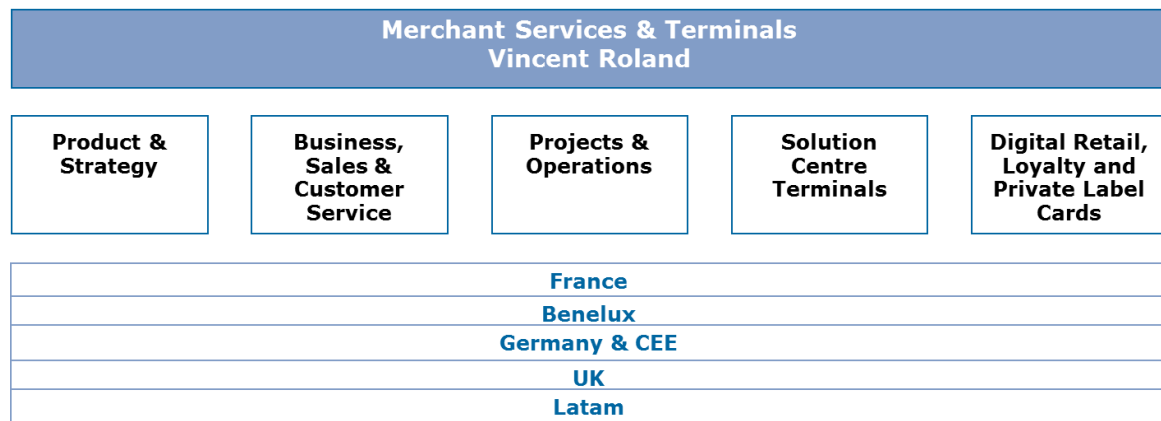 Merchant Services & Terminals
Vincent Roland
Product &
Strategy
Business,
Sales &
Customer
Service
Projects &
Operations
Solution
Centre
Terminals
Digital Retail,
Loyalty and
Private Label
Cards
France
Benelux
Germany & CEE
UK
Latam